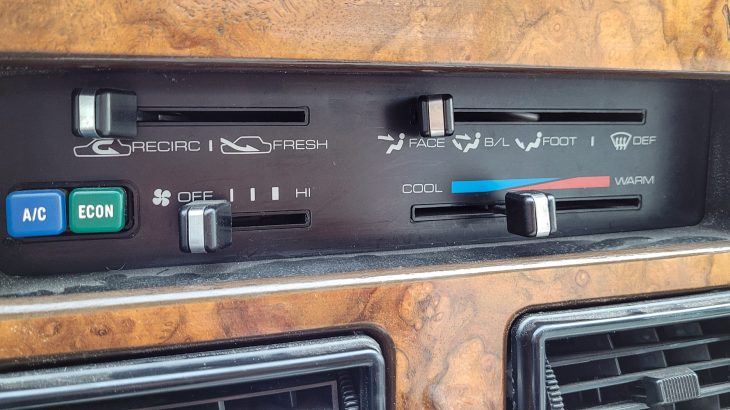 RECIRC FRESH
FACE B/L FOOT DEF
A/C ECON
OFF HI
COOL WARM